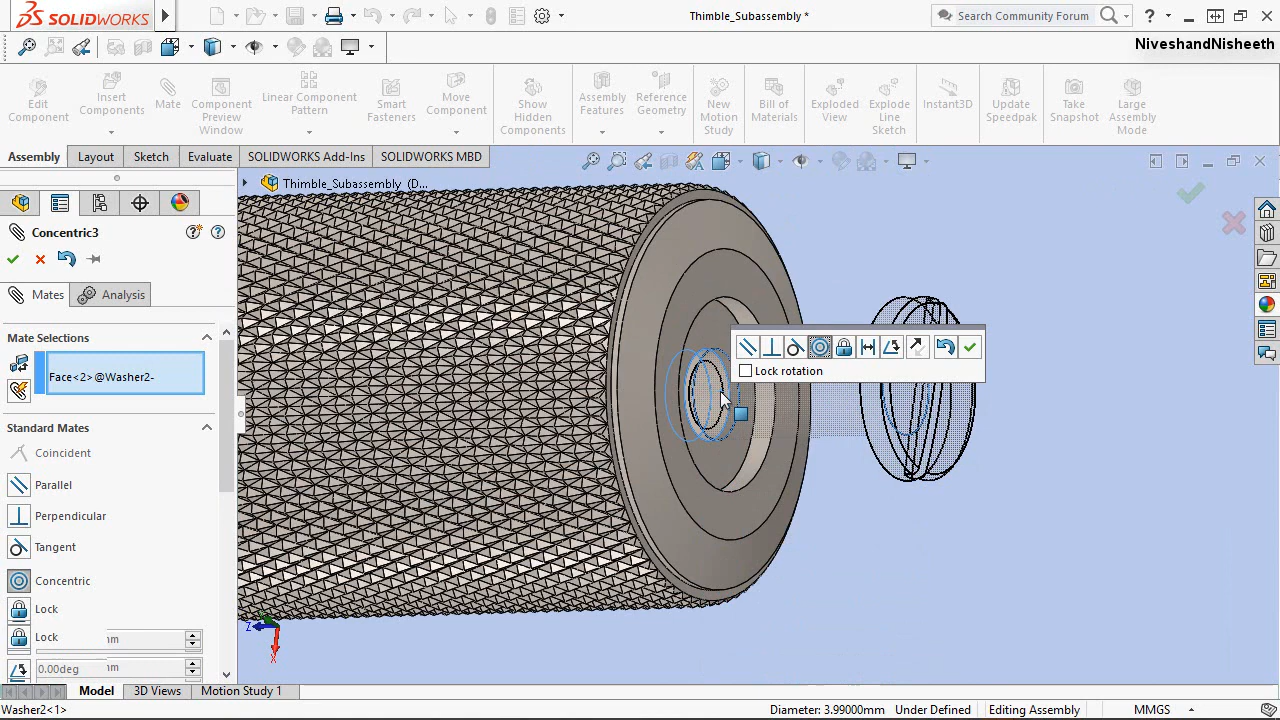 SOLIDWORKS
Thimble_Subassembly *
Search Community Forum
?
NiveshandNisheeth
Edit Component
Insert Components
Mate
Component Preview Window
Linear Component Pattern
Smart Fasteners
Move Component
Show Hidden Components
Assembly Features
Reference Geometry
New Motion Study
Bill of Materials
Exploded View
Explode Line Sketch
Instant3D
Update Speedpak
Take Snapshot
Large Assembly Mode
Assembly Layout Sketch Evaluate SOLIDWORKS Add-Ins SOLIDWORKS MBD
Thimble_Subassembly (D...
Concentric3
Mates Analysis
Mate Selections
Face<2>@Washer2-
Lock rotation
Standard Mates
Coincident
Parallel
Perpendicular
Tangent
Concentric
Lock
Lock
0.00deg
Z
X
Model 3D Views Motion Study 1
Washer2<1> Diameter: 3.99000mm Under Defined Editing Assembly MMGS